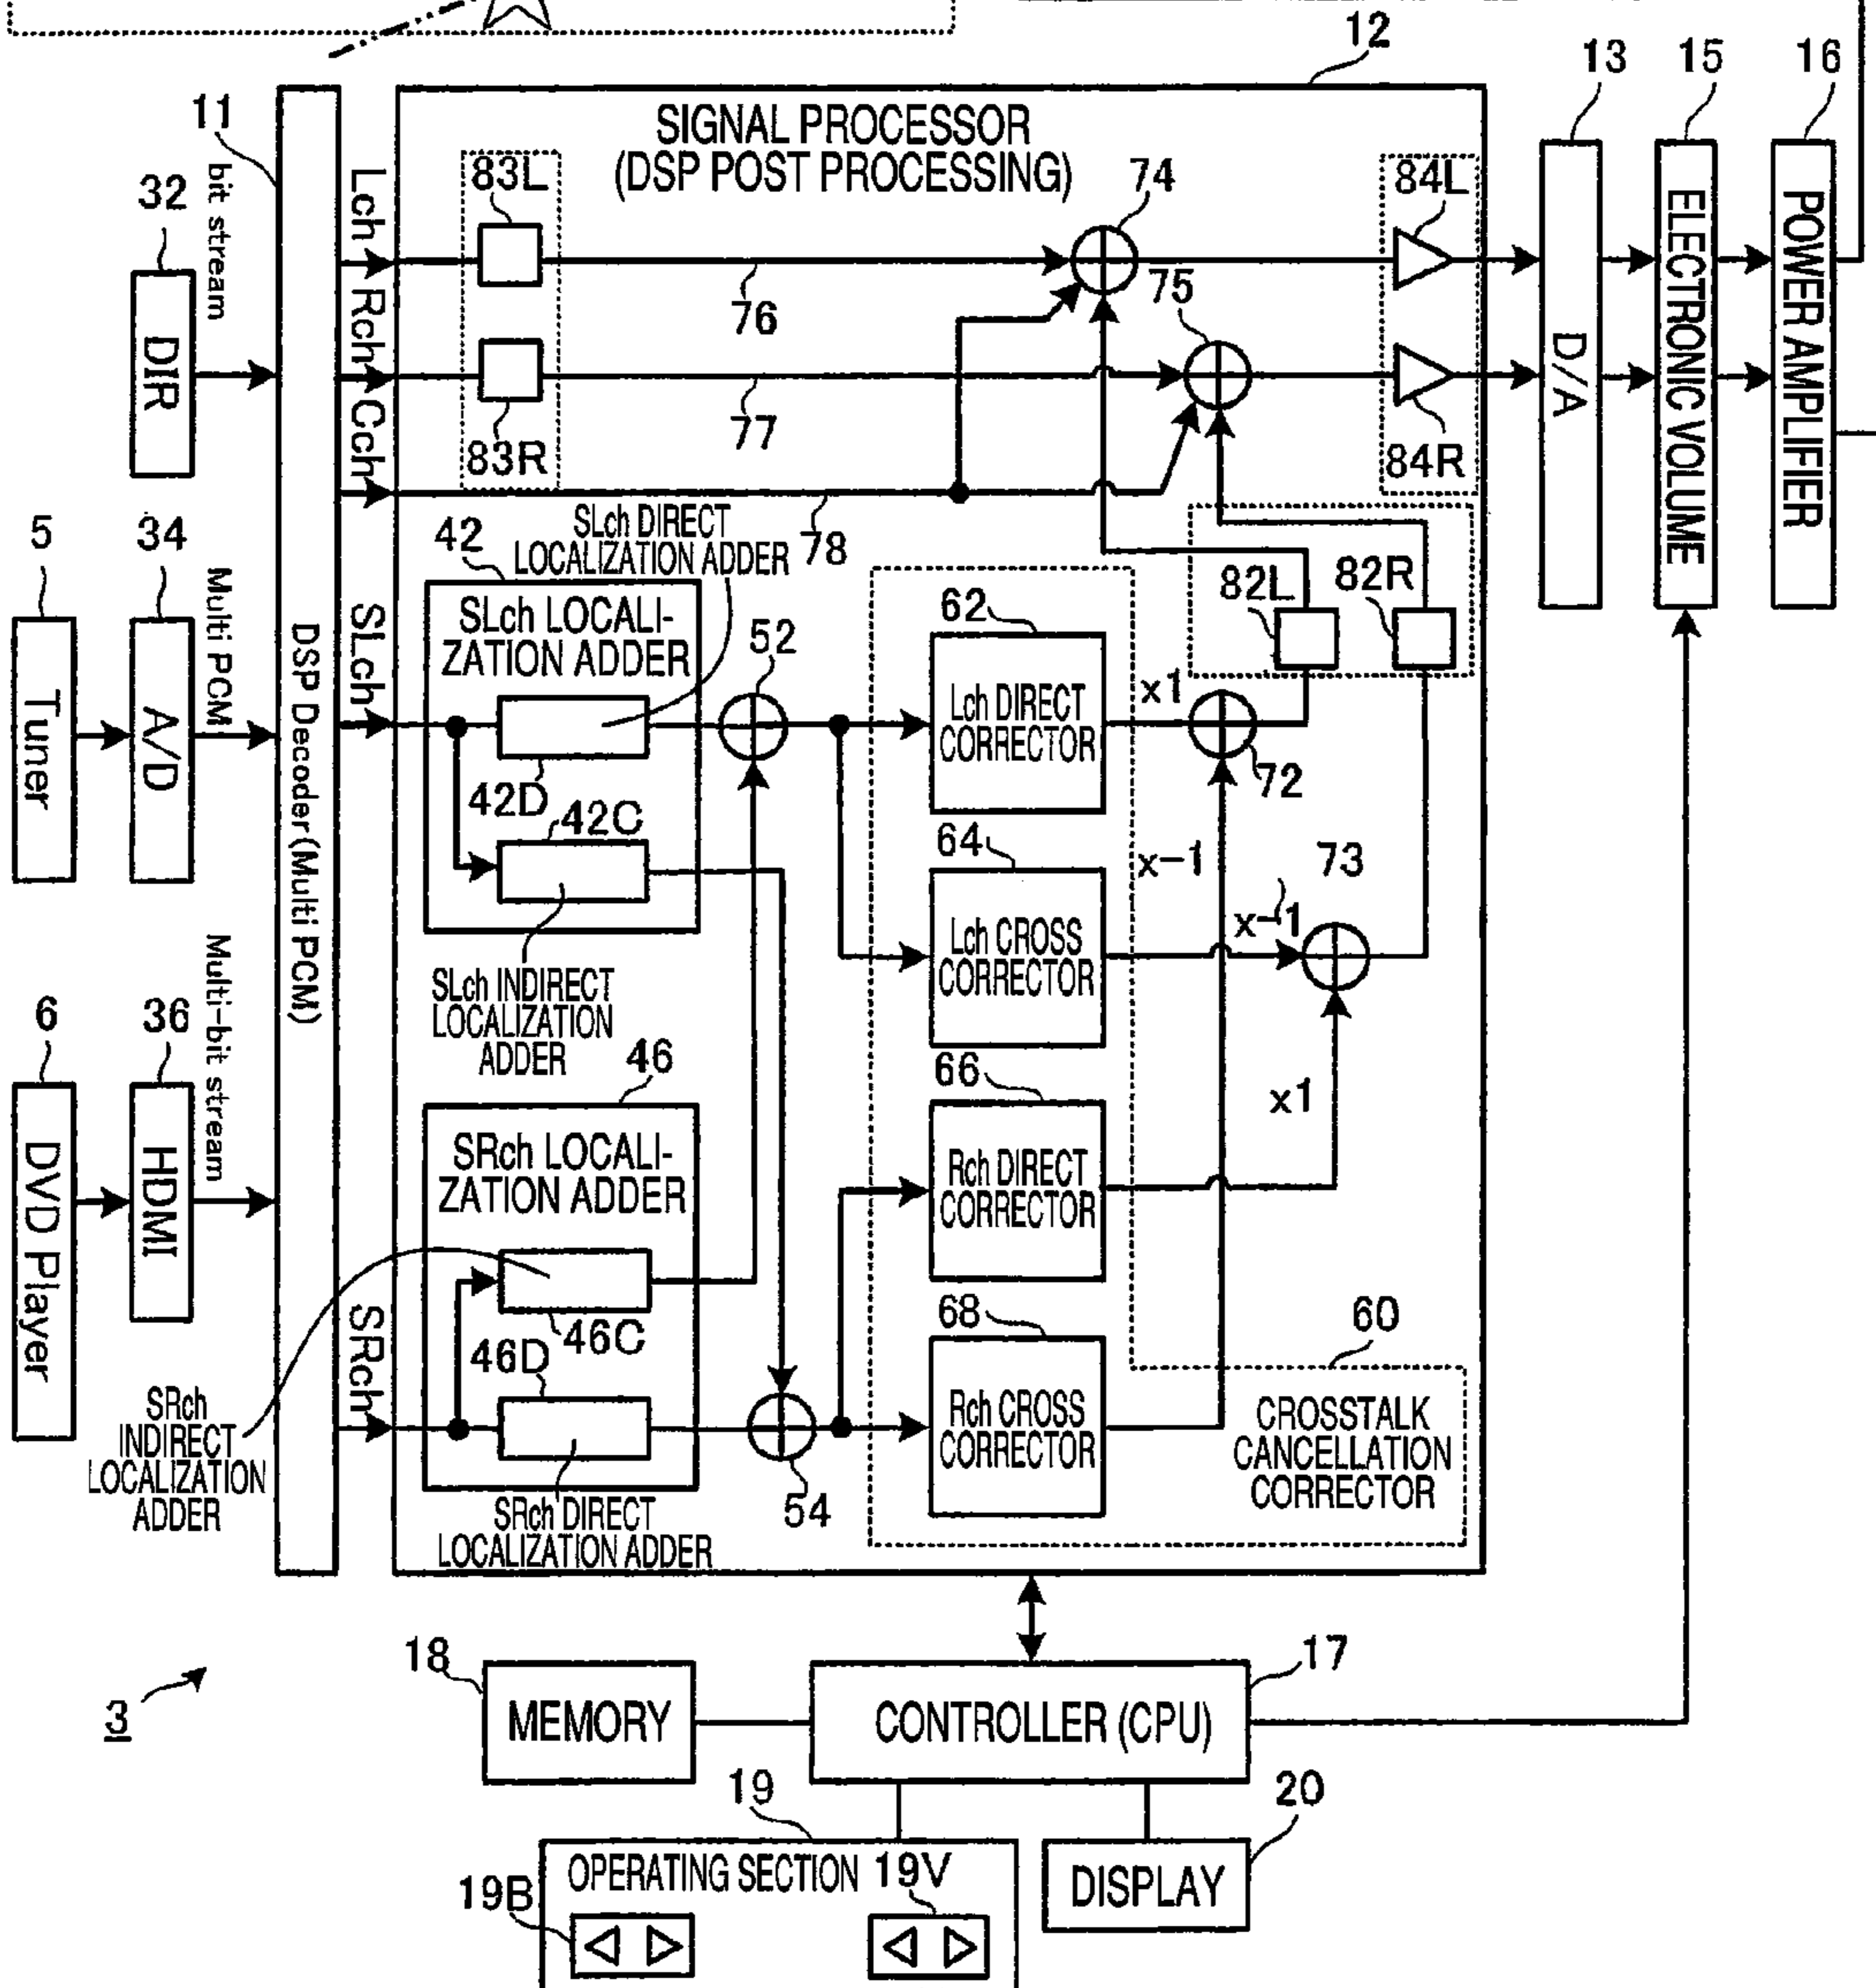 12
13
15
16
11
SIGNAL PROCESSOR
(DSP POST PROCESSING)
32
bit stream
DIR
Lch
Rch
Cch
83L
83R
76
77
78
74
75
84L
84R
D/A
ELECTRONIC VOLUME
POWER AMPLIFIER
5
34
Multi PCM
Tuner
A/D
DSP Decoder(Multi PCM)
SLch
42
SLch DIRECT
LOCALIZATION ADDER
SLch LOCALI-
ZATION ADDER
42D
42C
52
SLch INDIRECT
LOCALIZATION
ADDER
62
Lch DIRECT
CORRECTOR
82L
82R
x1
72
64
x-1
73
x-1
Lch CROSS
CORRECTOR
6
36
Multi-bit stream
DVD Player
HDMI
46
SRch LOCALI-
ZATION ADDER
46C
46D
SRch
SRch
INDIRECT
LOCALIZATION
ADDER
SRch DIRECT
LOCALIZATION ADDER
54
66
Rch DIRECT
CORRECTOR
x1
68
Rch CROSS
CORRECTOR
60
CROSSTALK
CANCELLATION
CORRECTOR
3
18
MEMORY
17
CONTROLLER (CPU)
19
OPERATING SECTION
19V
19B
20
DISPLAY